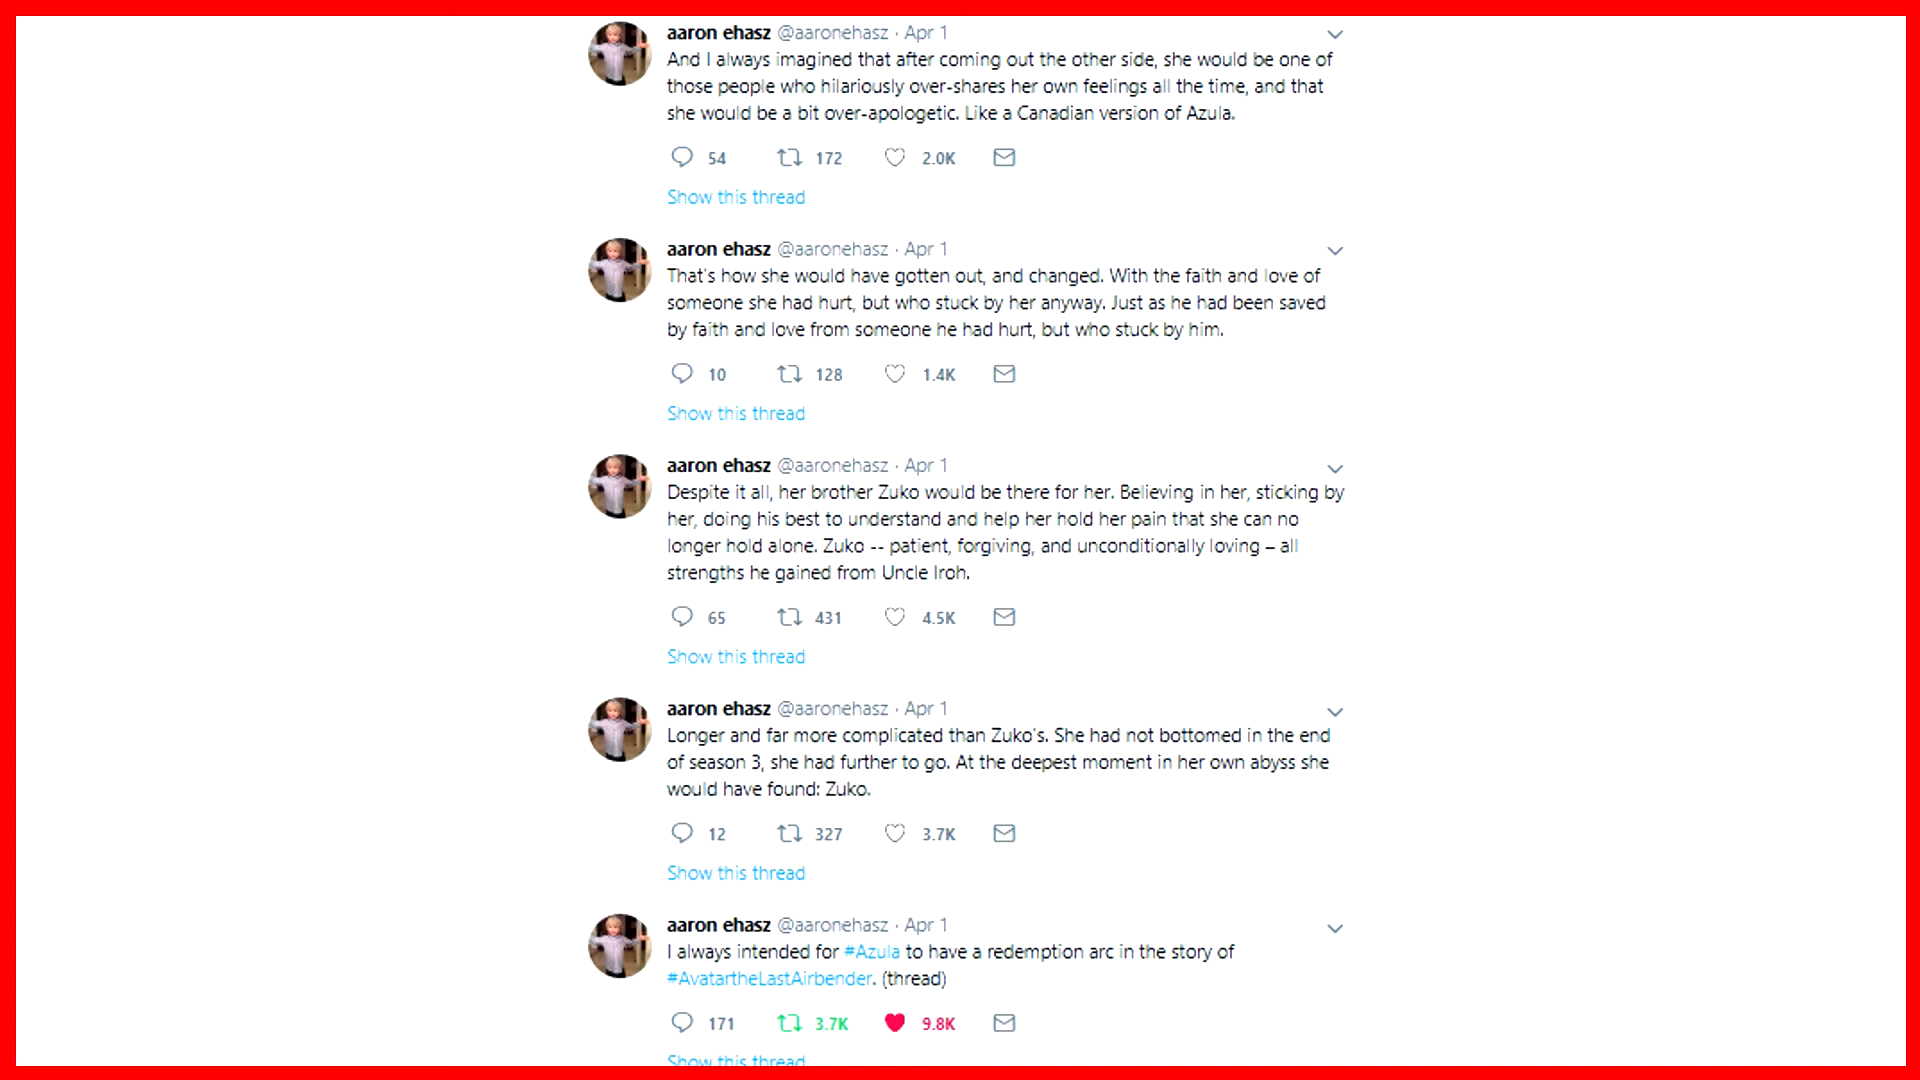 aaron ehasz @aaronehasz · Apr 1
And I always imagined that after coming out the other side, she would be one of
those people who hilariously over-shares her own feelings all the time, and that
she would be a bit over-apologetic. Like a Canadian version of Azula.
54 172 2.0K
Show this thread
aaron ehasz @aaronehasz · Apr 1
That's how she would have gotten out, and changed. With the faith and love of
someone she had hurt, but who stuck by her anyway. Just as he had been saved
by faith and love from someone he had hurt, but who stuck by him.
10 128 1.4K
Show this thread
aaron ehasz @aaronehasz · Apr 1
Despite it all, her brother Zuko would be there for her. Believing in her, sticking by
her, doing his best to understand and help her hold her pain that she can no
longer hold alone. Zuko -- patient, forgiving, and unconditionally loving – all
strengths he gained from Uncle Iroh.
65 431 4.5K
Show this thread
aaron ehasz @aaronehasz · Apr 1
Longer and far more complicated than Zuko's. She had not bottomed in the end
of season 3, she had further to go. At the deepest moment in her own abyss she
would have found: Zuko.
12 327 3.7K
Show this thread
aaron ehasz @aaronehasz · Apr 1
I always intended for #Azula to have a redemption arc in the story of
#AvatartheLastAirbender. (thread)
171 3.7K 9.8K
Show this thread